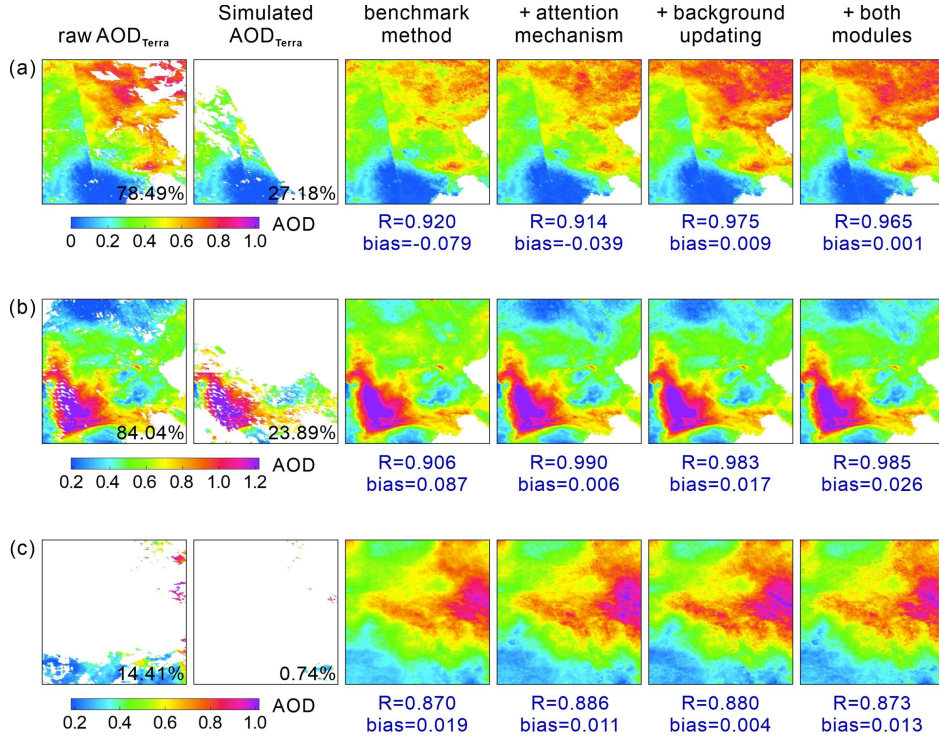 raw AOD_Terra
Simulated AOD_Terra
benchmark method
+ attention mechanism
+ background updating
+ both modules
(a)
78.49%
27.18%
0 0.2 0.4 0.6 0.8 1.0 AOD
R=0.920
bias=-0.079
R=0.914
bias=-0.039
R=0.975
bias=0.009
R=0.965
bias=0.001
(b)
84.04%
23.89%
0.2 0.4 0.6 0.8 1.0 1.2 AOD
R=0.906
bias=0.087
R=0.990
bias=0.006
R=0.983
bias=0.017
R=0.985
bias=0.026
(c)
14.41%
0.74%
0.2 0.4 0.6 0.8 1.0 AOD
R=0.870
bias=0.019
R=0.886
bias=0.011
R=0.880
bias=0.004
R=0.873
bias=0.013